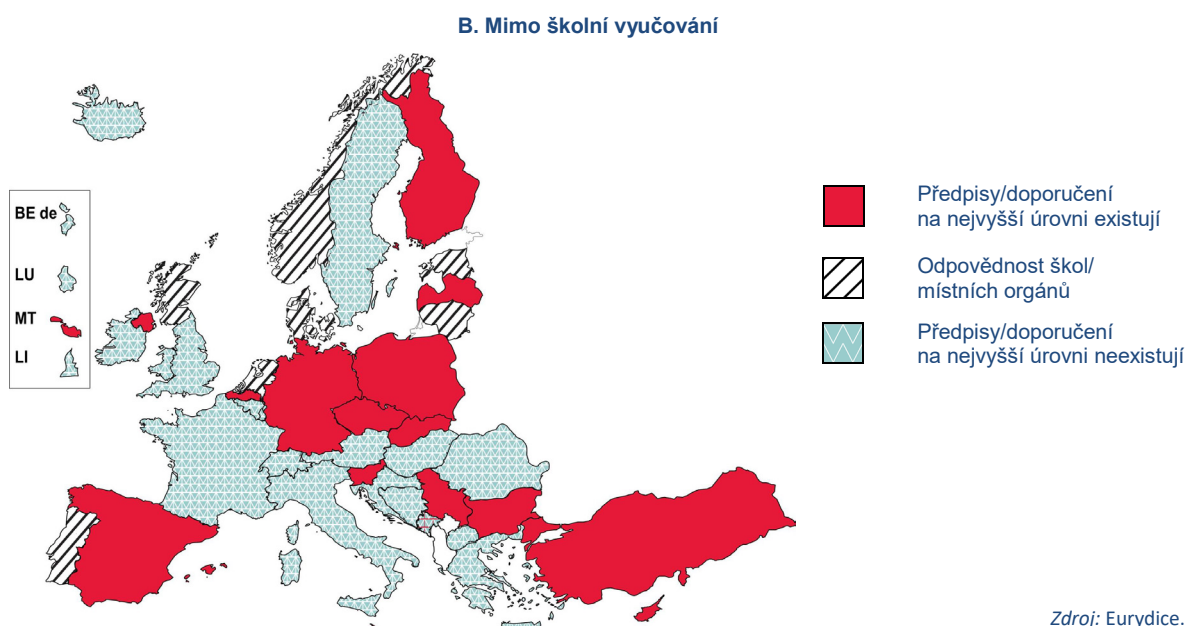 B. Mimo školní vyučování
BE de
LU
MT
LI
Předpisy/doporučení
na nejvyšší úrovni existují
Odpovědnost škol/
místních orgánů
Předpisy/doporučení
na nejvyšší úrovni neexistují
Zdroj: Eurydice.